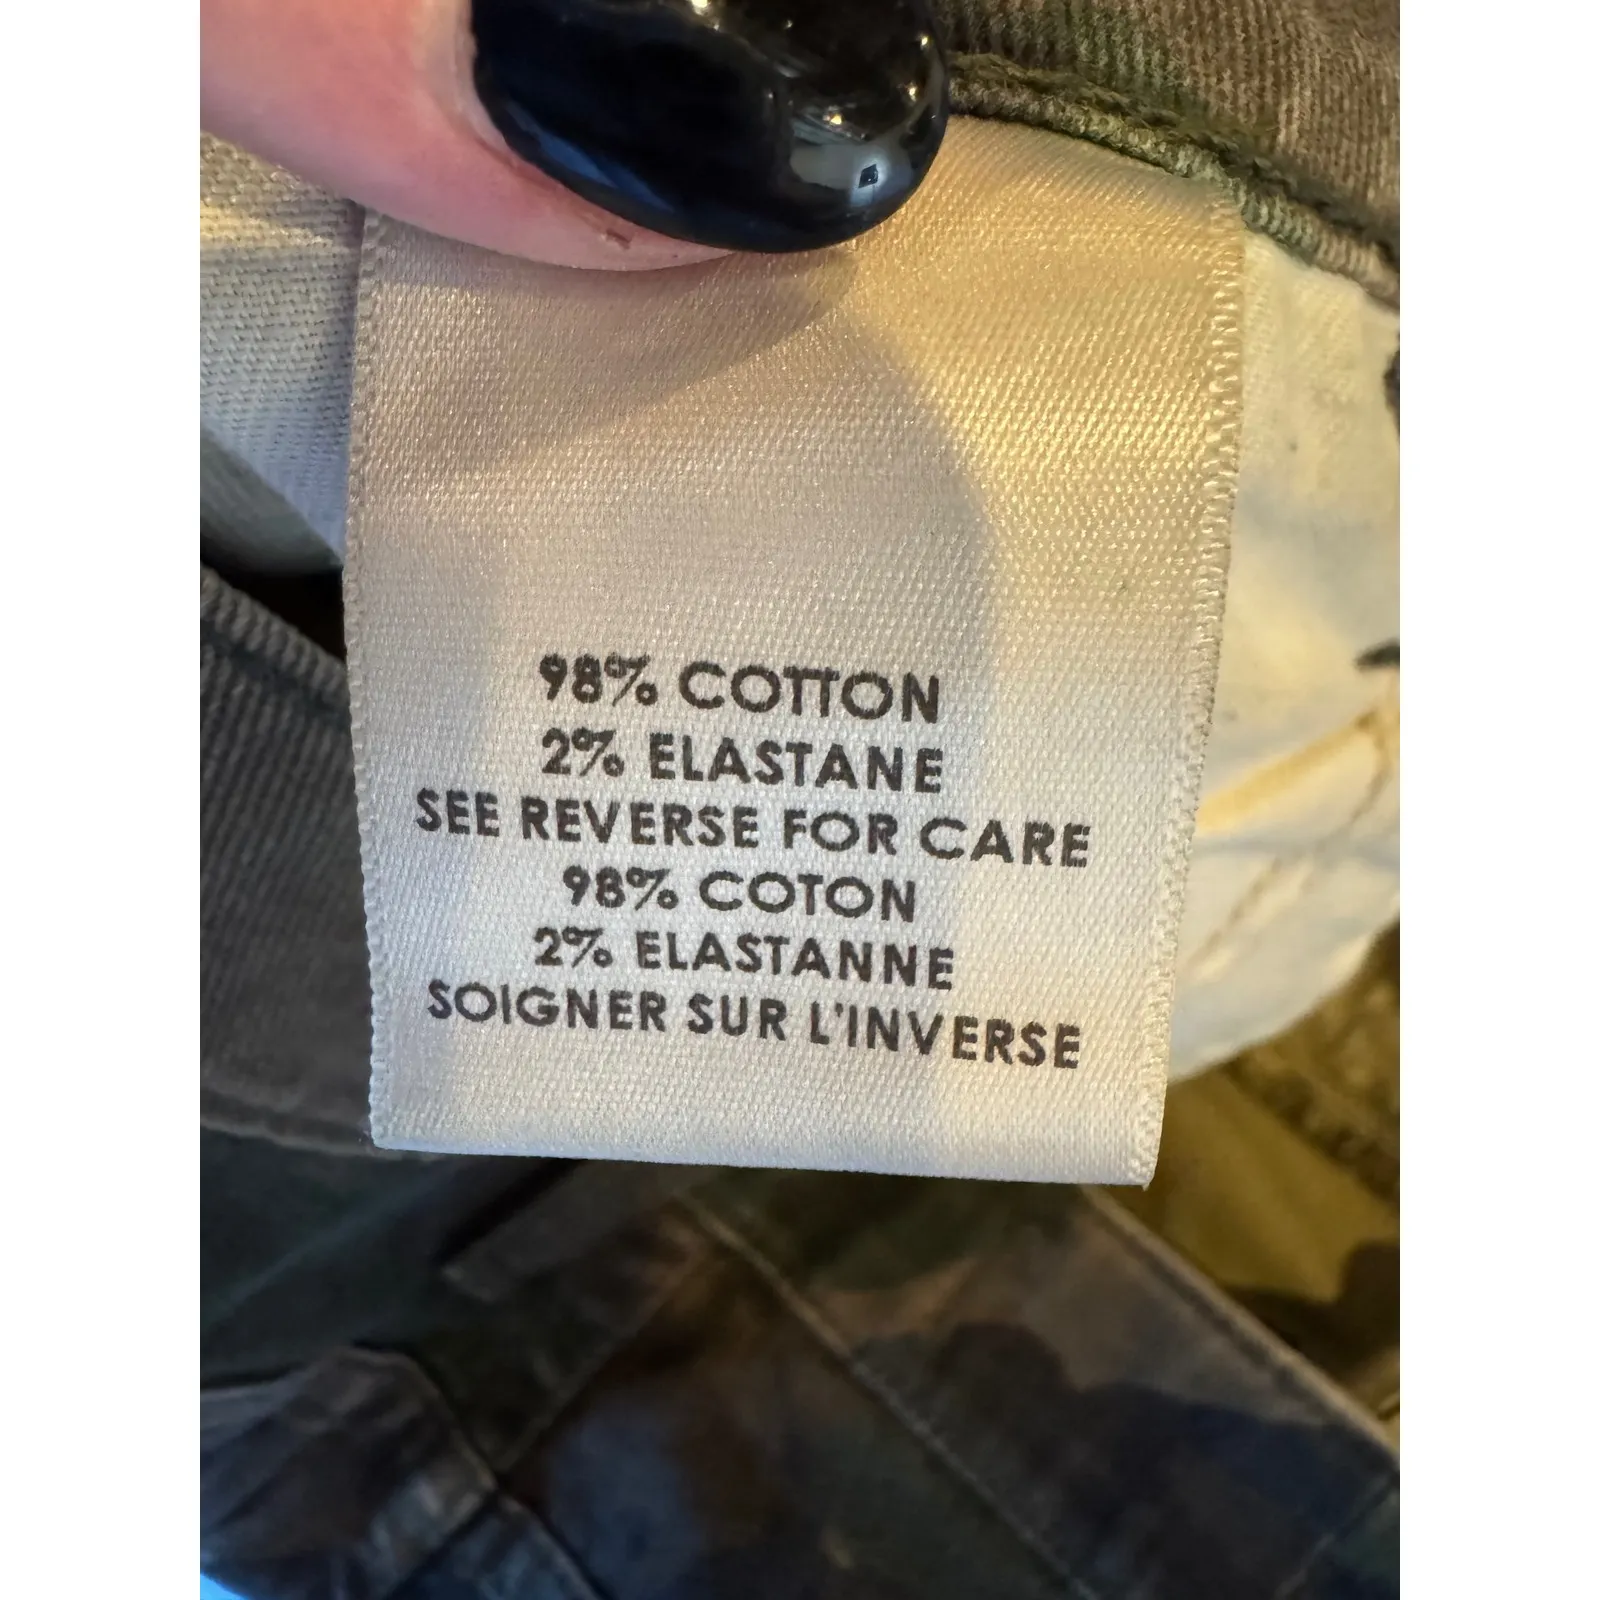 98% COTTON
2% ELASTANE
SEE REVERSE FOR CARE
98% COTON
2% ELASTANNE
SOIGNER SUR L'INVERSE